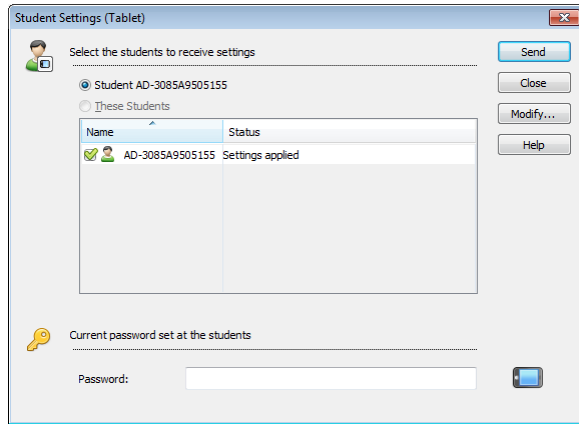 Student Settings (Tablet)
Select the students to receive settings
Send
Student AD-3085A9505155
Close
These Students
Modify...
Name Status
Help
AD-3085A9505155 Settings applied
Current password set at the students
Password: